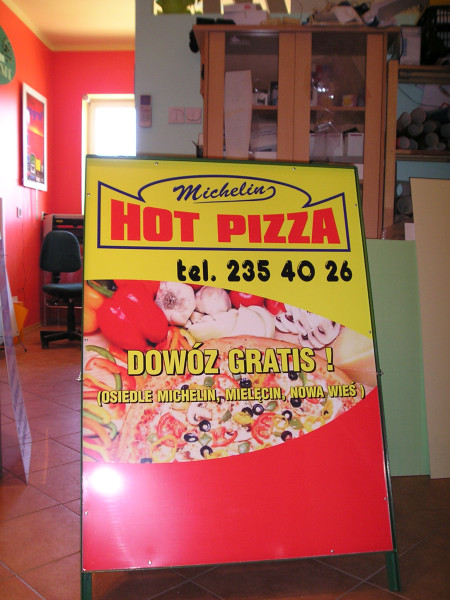 Michelin
HOT PIZZA
tel. 235 40 26
DOWÓZ GRATIS !
(OSIEDLE MICHELIN, MIELĘCIN, NOWA WIEŚ)